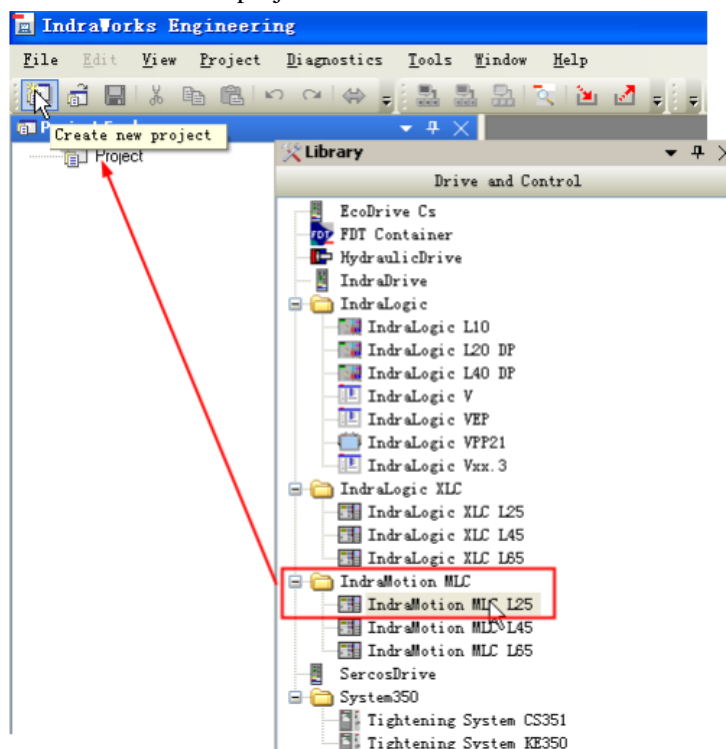 IndraWorks Engineering
File Edit View Project Diagnostics Tools Window Help
Create new project
Project
Library
Drive and Control
EcoDrive Cs
FDT Container
HydraulicDrive
IndraDrive
IndraLogic
IndraLogic L10
IndraLogic L20 DP
IndraLogic L40 DP
IndraLogic V
IndraLogic VEP
IndraLogic VPP21
IndraLogic Vxx.3
IndraLogic XLC
IndraLogic XLC L25
IndraLogic XLC L45
IndraLogic XLC L65
IndraMotion MLC
IndraMotion MLC L25
IndraMotion MLC L45
IndraMotion MLC L65
SercosDrive
System350
Tightening System CS351
Tightening System KE350